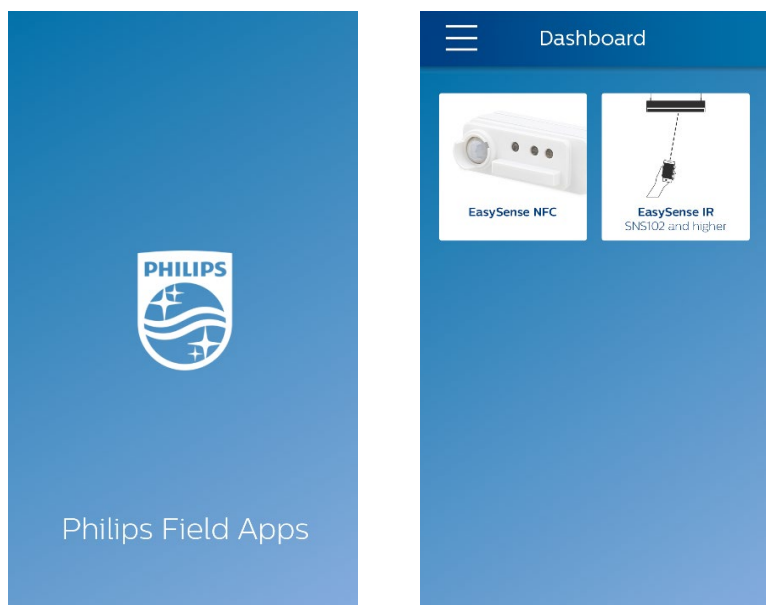 PHILIPS
Philips Field Apps
Dashboard
EasySense NFC
EasySense IR
SNS102 and higher